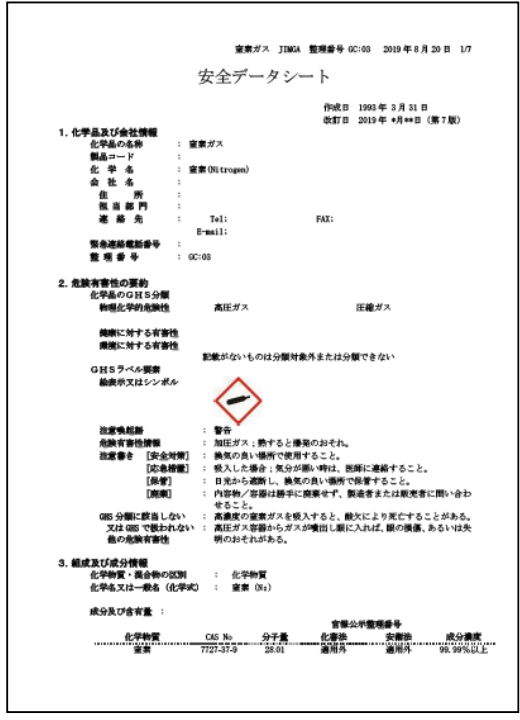 窒素ガス JIMGA 整理番号 GC:03 2019年8月20日 1/7
安全データシート
作成日 1993年 3月31日
改訂日 2019年 *月**日 (第7版)
1. 化学品及び会社情報
化学品の名称 : 窒素ガス
製品コード :
化 学 名 : 窒素(Nitrogen)
会 社 名 :
住 所 :
担当部門 :
連 絡 先 : Tel; FAX;
E-mail;
緊急連絡電話番号 :
整 理 番 号 : GC:03
2. 危険有害性の要約
化学品のGHS分類
物理化学的危険性 高圧ガス 圧縮ガス
健康に対する有害性
環境に対する有害性
記載がないものは分類対象外または分類できない
GHSラベル要素
絵表示又はシンボル
注意喚起語 : 警告
危険有害性情報 : 加圧ガス;熱すると爆発のおそれ。
注意書き [安全対策] : 換気の良い場所で使用すること。
[応急措置] : 吸入した場合;気分が悪い時は、医師に連絡すること。
[保管] : 日光から遮断し、換気の良い場所で保管すること。
[廃棄] : 内容物/容器は勝手に廃棄せず、製造者または販売者に問い合わ
せること。
GHS 分類に該当しない : 高濃度の窒素ガスを吸入すると、酸欠により死亡することがある。
又は GHS で扱われない : 高圧ガス容器からガスが噴出し眼に入れば、眼の損傷、あるいは失
他の危険有害性 明のおそれがある。
3. 組成及び成分情報
化学物質・混合物の区別 : 化学物質
化学名又は一般名 (化学式) : 窒素 (N₂)
成分及び含有量 :
官報公示整理番号
化学物質 CAS No 分子量 化審法 安衛法 成分濃度
窒素 7727-37-9 28.01 適用外 適用外 99.99%以上